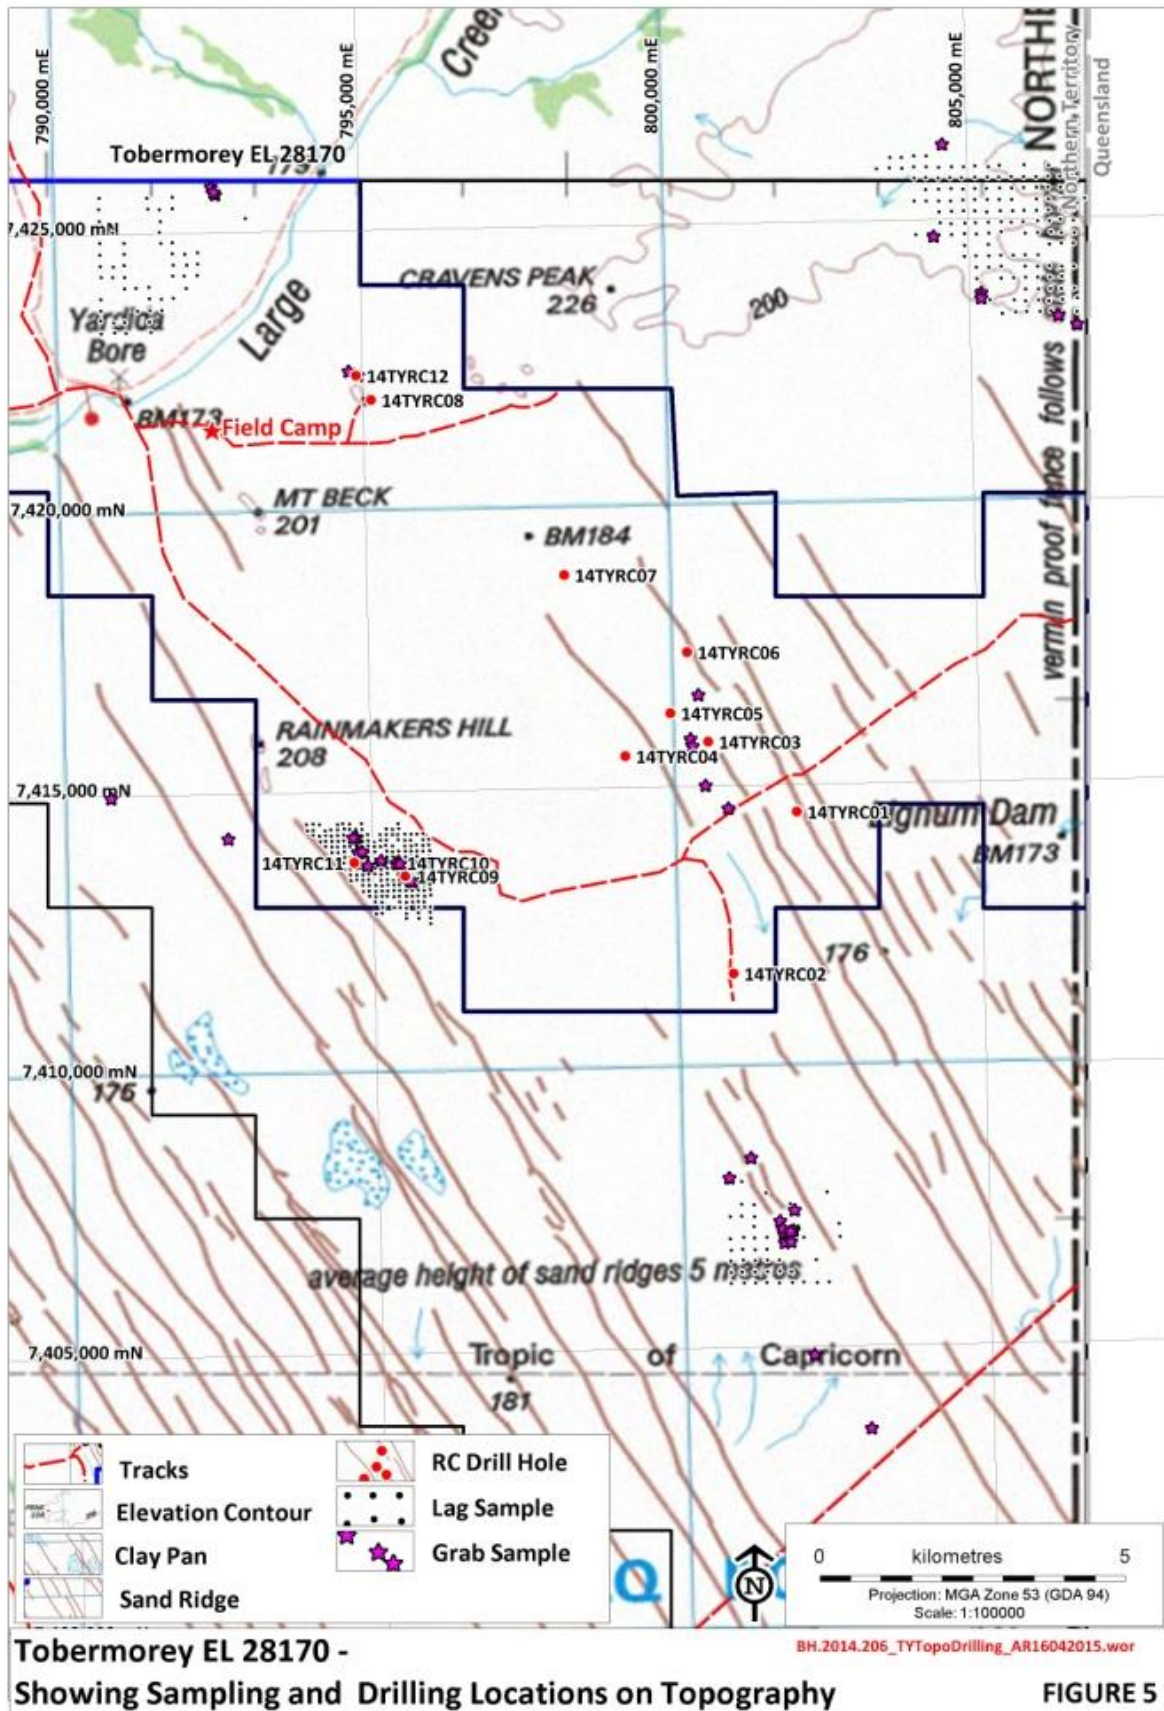 790,000 mE
795,000 mE
800,000 mE
805,000 mE
Creek
NORTHE
Northern Territory
Queensland
Tobermorey EL 28170
179
7,425,000 mN
CRAVENS PEAK
226
200
Large
Yardida
Bore
14TYRC12
14TYRC08
BM173
Field Camp
MT BECK
201
7,420,000 mN
BM184
14TYRC07
vermin proof fence follows
14TYRC06
RAINMAKERS HILL
208
14TYRC05
14TYRC03
14TYRC04
7,415,000 mN
14TYRC01
Lignum Dam
BM173
14TYRC11
14TYRC10
14TYRC09
176
14TYRC02
7,410,000 mN
175
average height of sand ridges 5 metres
7,405,000 mN
Tropic of Capricorn
181
Tracks
Elevation Contour
Clay Pan
Sand Ridge
RC Drill Hole
Lag Sample
Grab Sample
Q
N
0 kilometres 5
Projection: MGA Zone 53 (GDA 94)
Scale: 1:100000
Tobermorey EL 28170 -
Showing Sampling and Drilling Locations on Topography
BH.2014.206_TYTopoDrilling_AR16042015.wor
FIGURE 5